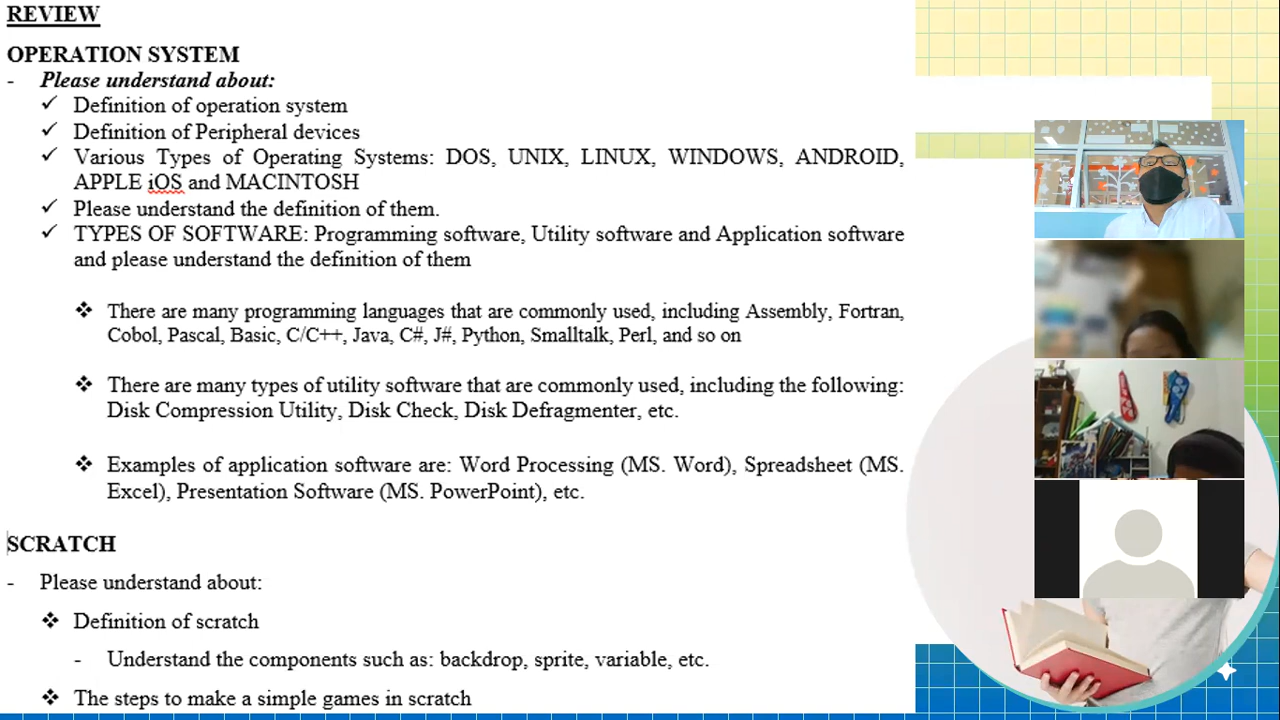 REVIEW
OPERATION SYSTEM
- Please understand about:
✓ Definition of operation system
✓ Definition of Peripheral devices
✓ Various Types of Operating Systems: DOS, UNIX, LINUX, WINDOWS, ANDROID,
APPLE iOS and MACINTOSH
✓ Please understand the definition of them.
✓ TYPES OF SOFTWARE: Programming software, Utility software and Application software
and please understand the definition of them
❖ There are many programming languages that are commonly used, including Assembly, Fortran,
Cobol, Pascal, Basic, C/C++, Java, C#, J#, Python, Smalltalk, Perl, and so on
❖ There are many types of utility software that are commonly used, including the following:
Disk Compression Utility, Disk Check, Disk Defragmenter, etc.
❖ Examples of application software are: Word Processing (MS. Word), Spreadsheet (MS.
Excel), Presentation Software (MS. PowerPoint), etc.
SCRATCH
- Please understand about:
❖ Definition of scratch
- Understand the components such as: backdrop, sprite, variable, etc.
❖ The steps to make a simple games in scratch